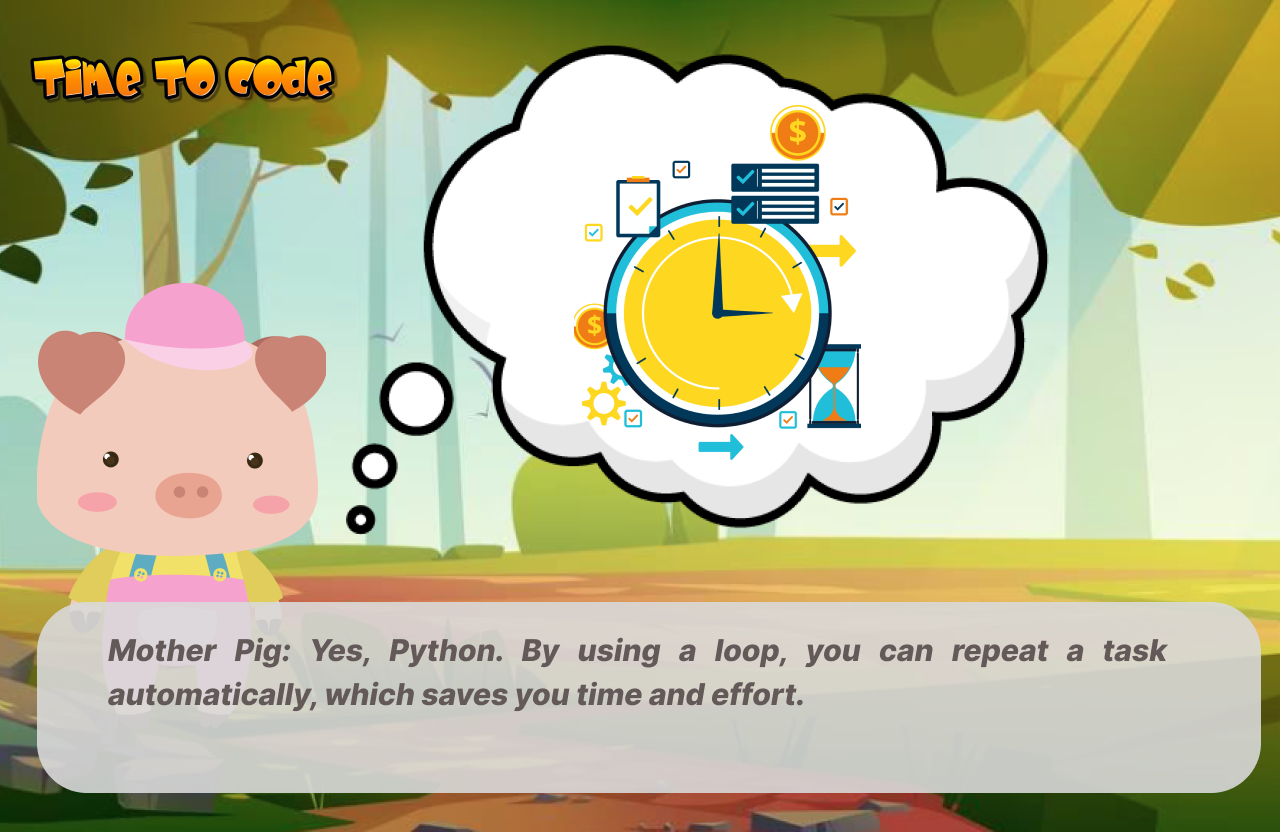 Time To Code
$
$
Mother Pig: Yes, Python. By using a loop, you can repeat a task
automatically, which saves you time and effort.